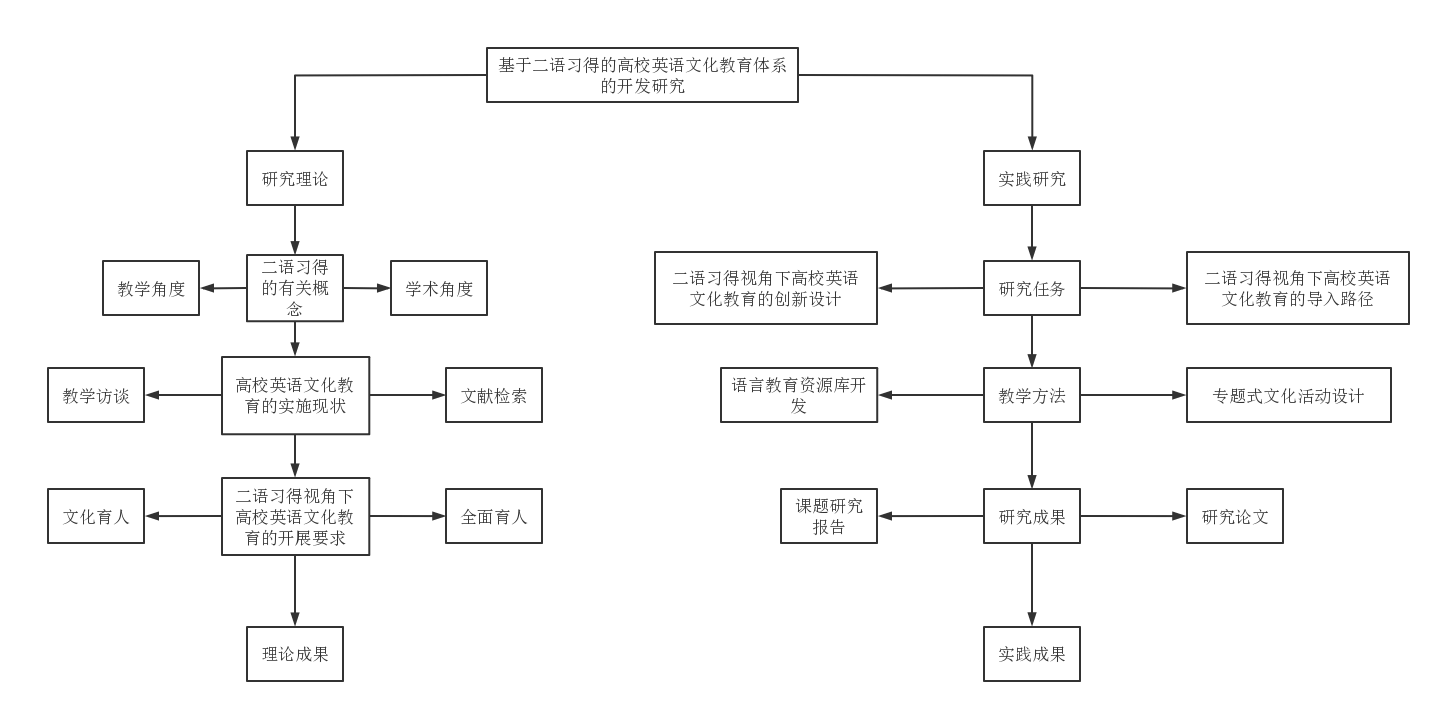 基于二语习得的高校英语文化教育体系
的开发研究
研究理论
实践研究
教学角度
二语习得
的有关概
念
学术角度
二语习得视角下高校英语
文化教育的创新设计
研究任务
二语习得视角下高校英语
文化教育的导入路径
教学访谈
高校英语文化教
育的实施现状
文献检索
语言教育资源库开
发
教学方法
专题式文化活动设计
文化育人
二语习得视角下
高校英语文化教
育的开展要求
全面育人
课题研究
报告
研究成果
研究论文
理论成果
实践成果